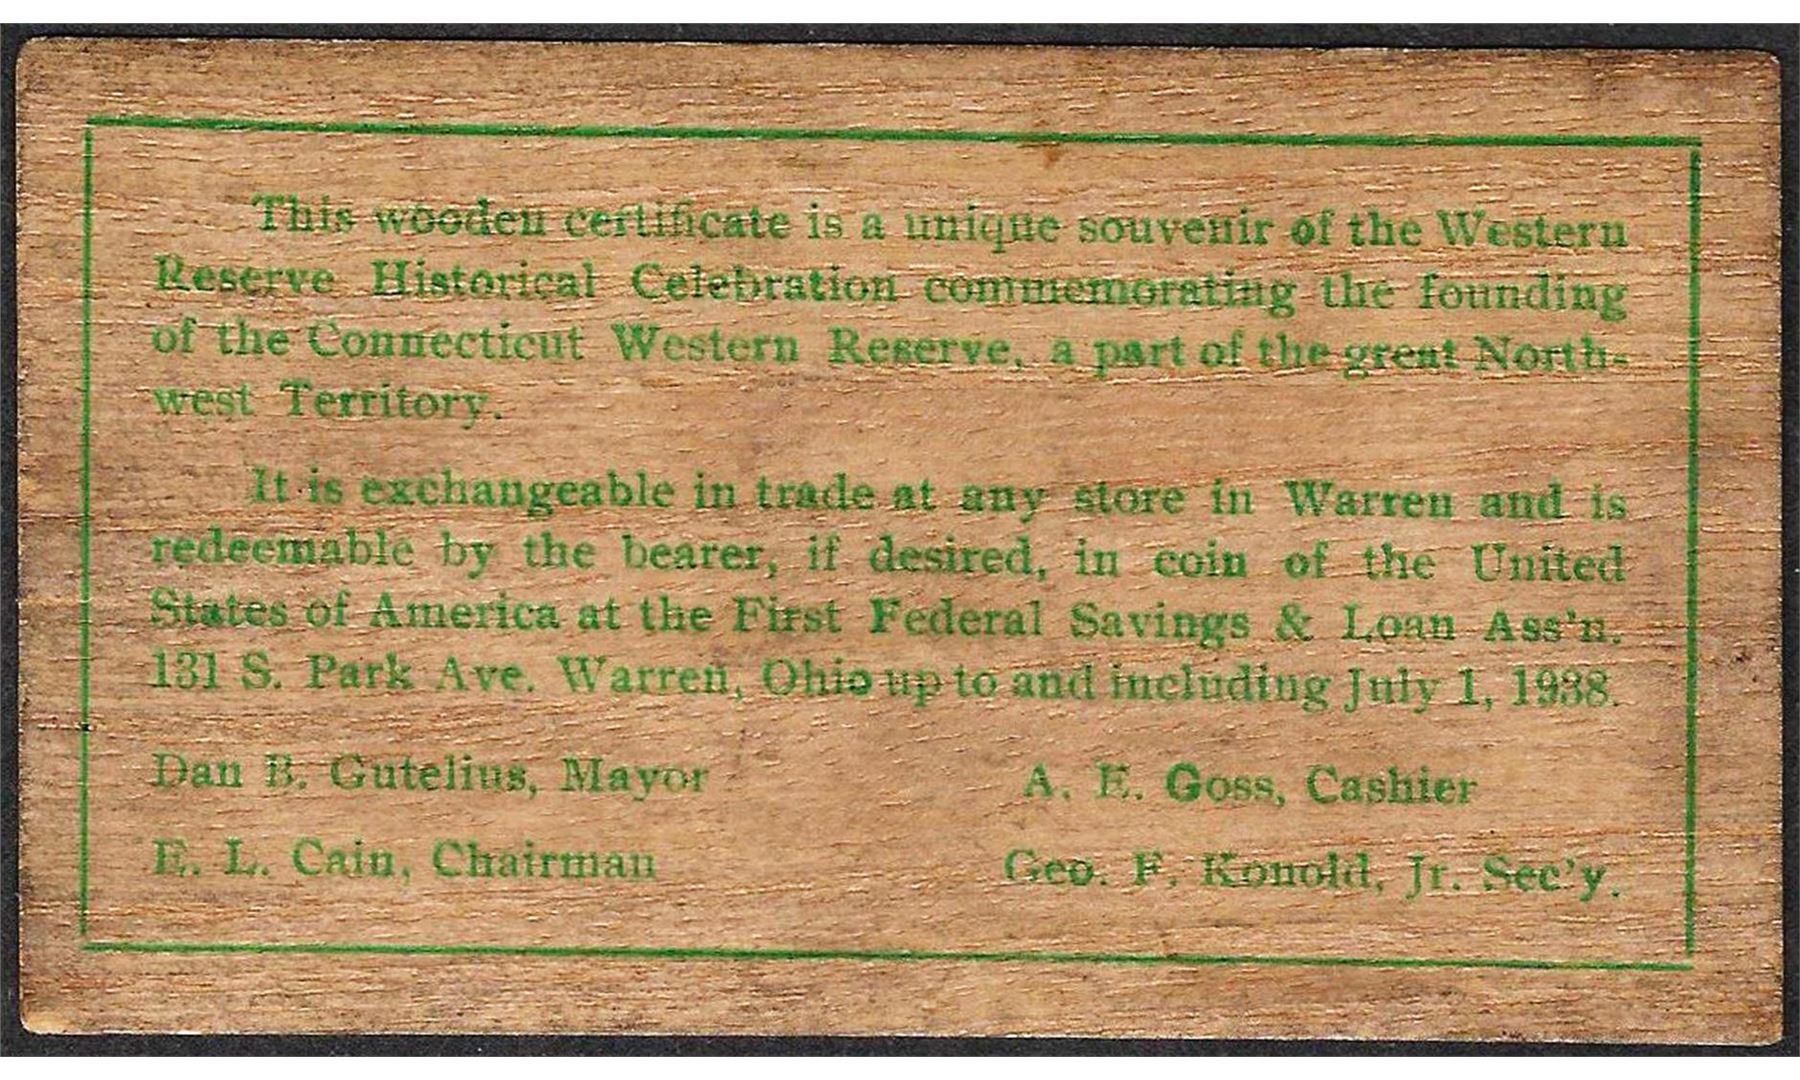 This wooden certificate is a unique souvenir of the Western
Reserve Historical Celebration commemorating the founding
of the Connecticut Western Reserve, a part of the great North-
west Territory.
It is exchangeable in trade at any store in Warren and is
redeemable by the bearer, if desired, in coin of the United
States of America at the First Federal Savings & Loan Ass'n.
131 S. Park Ave. Warren, Ohio up to and including July 1, 1938.
Dan B. Gutelius, Mayor
A. E. Goss, Cashier
E. L. Cain, Chairman
Geo. F. Konold, Jr. Sec'y.